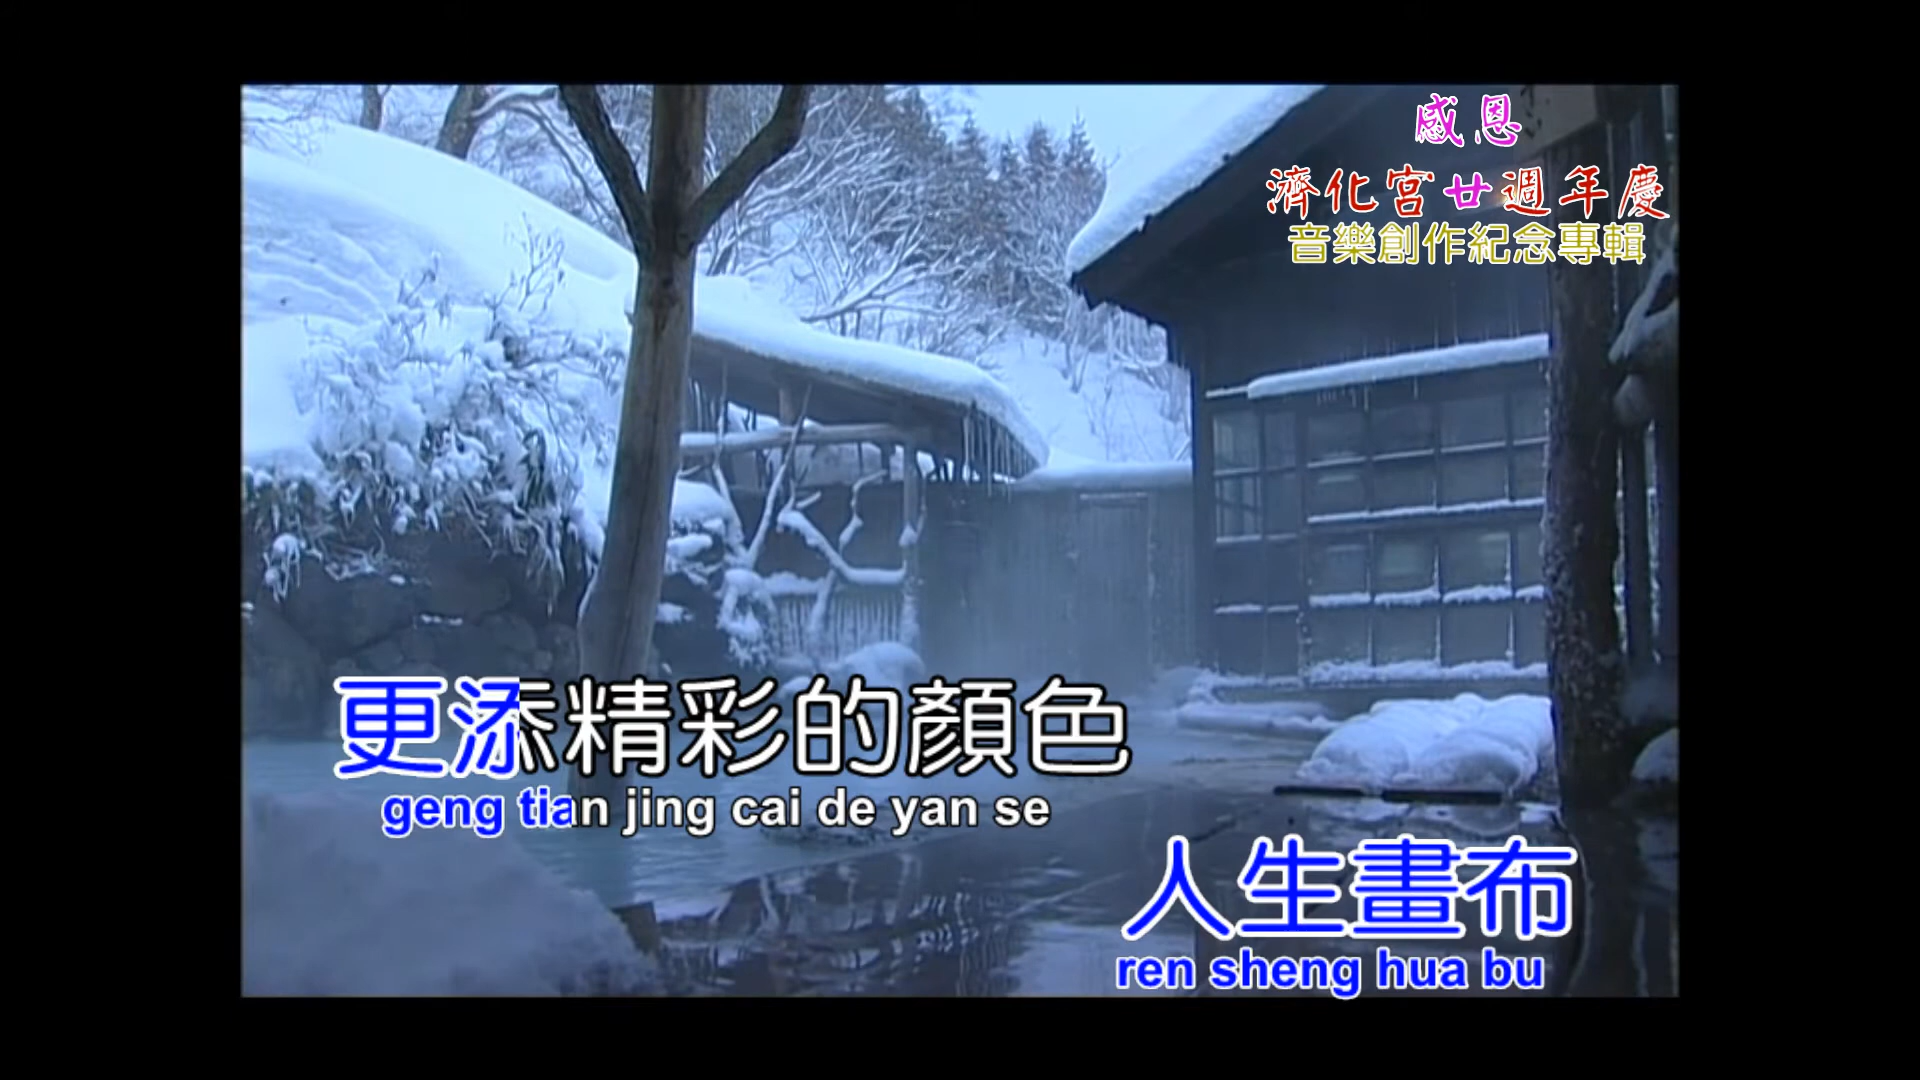 感恩
濟化宮廿週年慶
音樂創作紀念專輯
更添精彩的顏色
geng tian jing cai de yan se
人生畫布
ren sheng hua bu